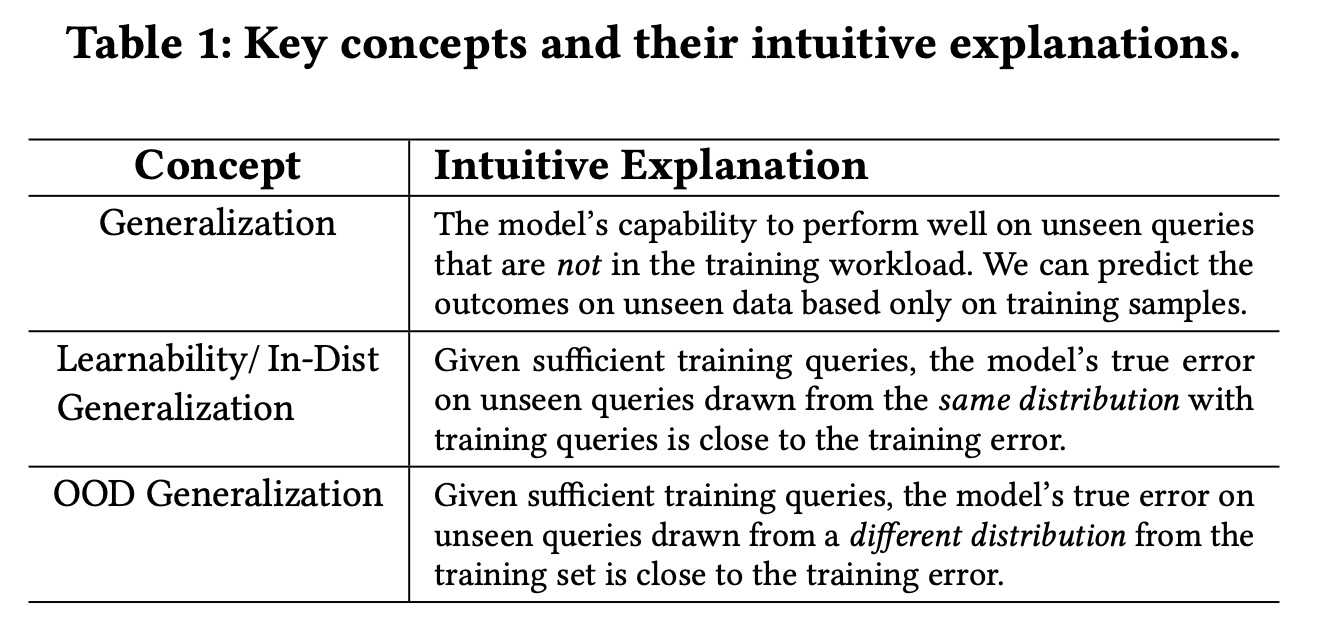 Table 1: Key concepts and their intuitive explanations.
Concept
Intuitive Explanation
Generalization
The model’s capability to perform well on unseen queries
that are not in the training workload. We can predict the
outcomes on unseen data based only on training samples.
Learnability/ In-Dist
Generalization
Given sufficient training queries, the model’s true error
on unseen queries drawn from the same distribution with
training queries is close to the training error.
OOD Generalization
Given sufficient training queries, the model’s true error on
unseen queries drawn from a different distribution from the
training set is close to the training error.